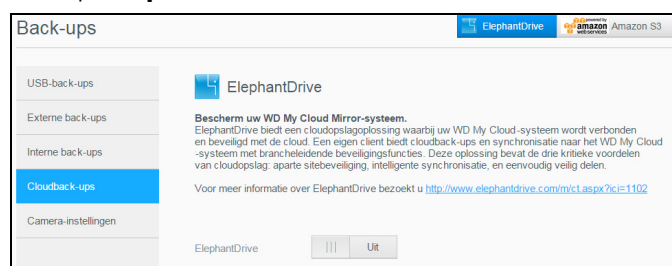 Back-ups
ElephantDrive
powered by
amazon
webservices
Amazon S3
USB-back-ups
Externe back-ups
Interne back-ups
Cloudback-ups
Camera-instellingen
ElephantDrive
Bescherm uw WD My Cloud Mirror-systeem.
ElephantDrive biedt een cloudopslagoplossing waarbij uw WD My Cloud-systeem wordt verbonden
en beveiligd met de cloud. Een eigen client biedt cloudback-ups en synchronisatie naar het WD My Cloud
-systeem met brancheleidende beveiligingsfuncties. Deze oplossing bevat de drie kritieke voordelen
van cloudopslag: aparte sitebeveiliging, intelligente synchronisatie, en eenvoudig veilig delen.
Voor meer informatie over ElephantDrive bezoekt u http://www.elephantdrive.com/m/ct.aspx?ici=1102
ElephantDrive
Uit